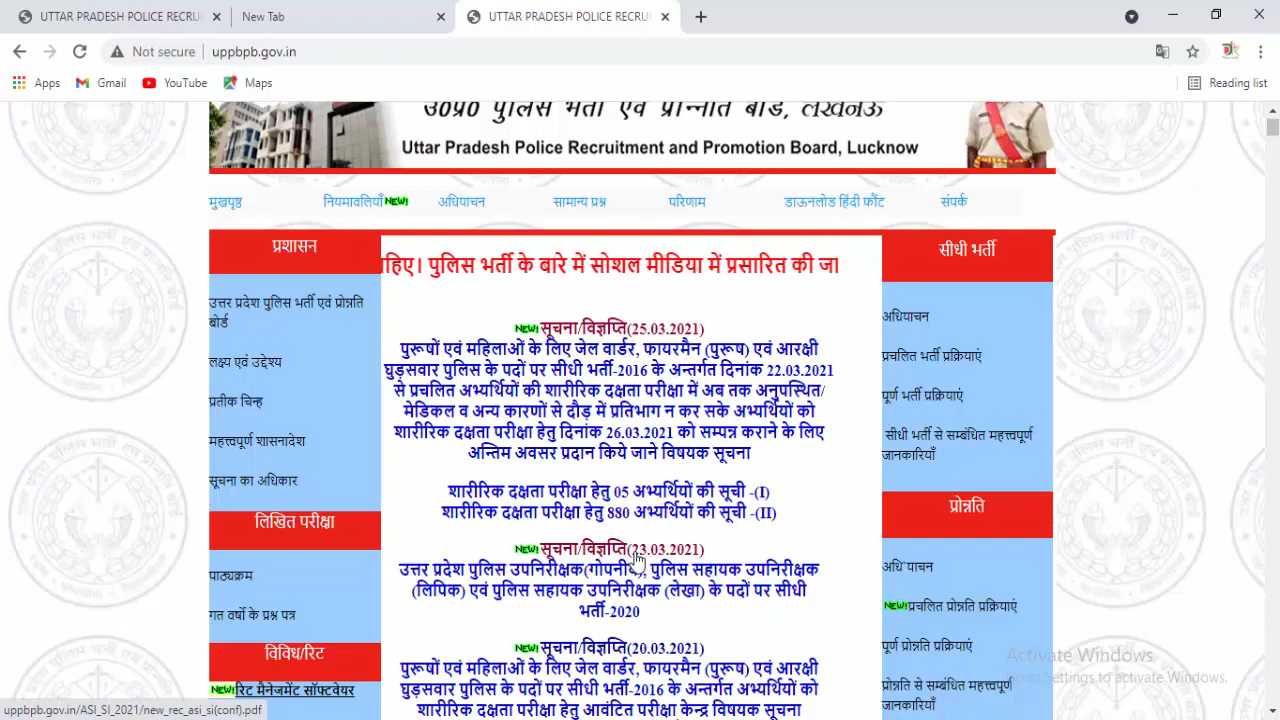 UTTAR PRADESH POLICE RECRUI
New Tab
UTTAR PRADESH POLICE RECRUI
Not secure
uppbpb.gov.in
Apps
Gmail
YouTube
Maps
Reading list
उ०प्र० पुलिस भर्ती एवं प्रोन्नति बोर्ड, लखनऊ
Uttar Pradesh Police Recruitment and Promotion Board, Lucknow
मुखपृष्ठ
नियमावलियाँ NEW!
अधियाचन
सामान्य प्रश्न
परिणाम
डाऊनलोड हिंदी फौंट
संपर्क
प्रशासन
उत्तर प्रदेश पुलिस भर्ती एवं प्रोन्नति
बोर्ड
लक्ष्य एवं उद्देश्य
प्रतीक चिन्ह
महत्त्वपूर्ण शासनादेश
सूचना का अधिकार
लिखित परीक्षा
पाठ्यक्रम
गत वर्षो के प्रश्न पत्र
विविध/रिट
NEW! रिट मैनेजमेंट सॉफ्टवेयर
हिए। पुलिस भर्ती के बारे में सोशल मीडिया में प्रसारित की जा
NEW! सूचना/विज्ञप्ति(25.03.2021)
पुरूषों एवं महिलाओं के लिए जेल वार्डर, फायरमैन (पुरूष) एवं आरक्षी
घुड़सवार पुलिस के पदों पर सीधी भर्ती-2016 के अन्तर्गत दिनांक 22.03.2021
से प्रचलित अभ्यर्थियों की शारीरिक दक्षता परीक्षा में अब तक अनुपस्थित/
मेडिकल व अन्य कारणों से दौड़ में प्रतिभाग न कर सके अभ्यर्थियों को
शारीरिक दक्षता परीक्षा हेतु दिनांक 26.03.2021 को सम्पन्न कराने के लिए
अन्तिम अवसर प्रदान किये जाने विषयक सूचना
शारीरिक दक्षता परीक्षा हेतु 05 अभ्यर्थियों की सूची -(I)
शारीरिक दक्षता परीक्षा हेतु 880 अभ्यर्थियों की सूची -(II)
NEW! सूचना/विज्ञप्ति(23.03.2021)
उत्तर प्रदेश पुलिस उपनिरीक्षक(गोपनीय), पुलिस सहायक उपनिरीक्षक
(लिपिक) एवं पुलिस सहायक उपनिरीक्षक (लेखा) के पदों पर सीधी
भर्ती-2020
NEW! सूचना/विज्ञप्ति(20.03.2021)
पुरूषों एवं महिलाओं के लिए जेल वार्डर, फायरमैन (पुरूष) एवं आरक्षी
घुड़सवार पुलिस के पदों पर सीधी भर्ती-2016 के अन्तर्गत अभ्यर्थियों को
शारीरिक दक्षता परीक्षा हेतु आवंटित परीक्षा केन्द्र विषयक सूचना
सीधी भर्ती
अधियाचन
प्रचलित भर्ती प्रक्रियाएं
पूर्ण भर्ती प्रक्रियाएं
सीधी भर्ती से सम्बंधित महत्त्वपूर्ण
जानकारियाँ
प्रोन्नति
NEW! प्रचलित प्रोन्नति प्रक्रियाएं
पूर्ण प्रोन्नति प्रक्रियाएं
प्रोन्नति से सम्बंधित महत्त्वपूर्ण
जानकारियाँ
Activate Windows
Go to Settings to activate Windows.
uppbpb.gov.in/ASI_SI_2021/new_rec_asi_si(conf).pdf